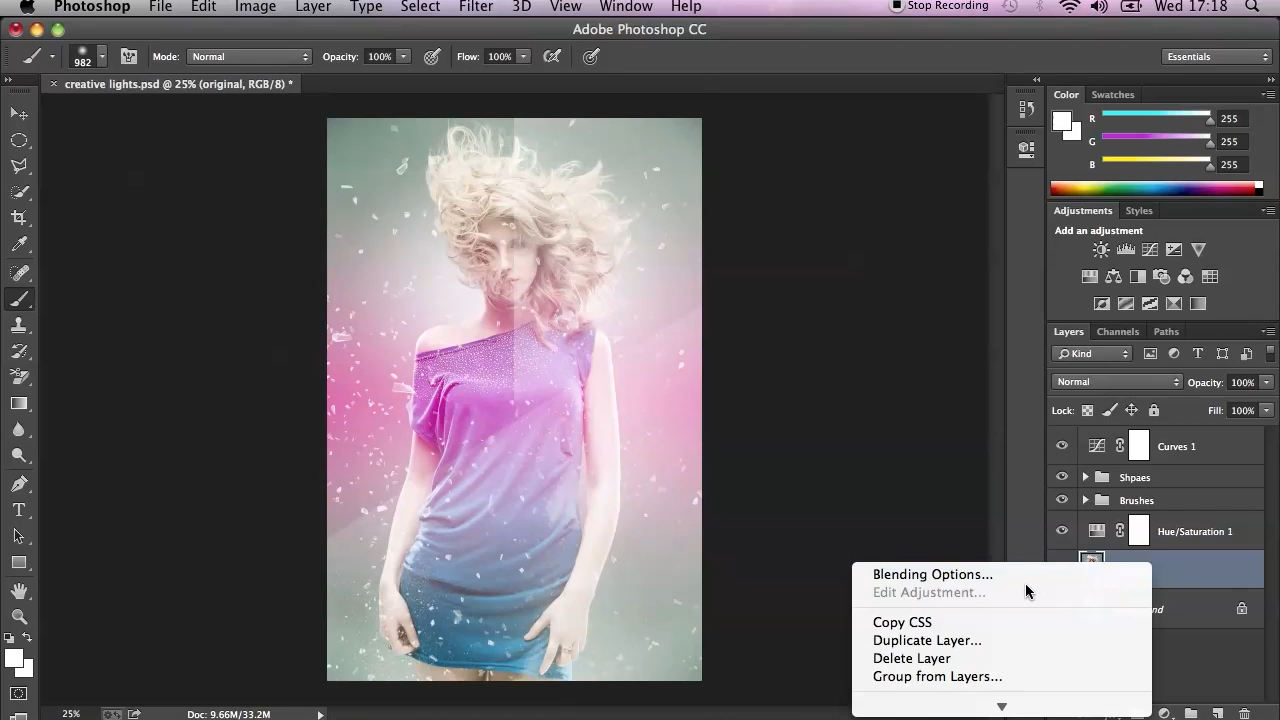 Photoshop File Edit Image Layer Type Select Filter 3D View Window Help Stop Recording Wed 17:18
Adobe Photoshop CC
982 Mode: Normal Opacity: 100% Flow: 100% Essentials
creative lights.psd @ 25% (original, RGB/8) *
Color Swatches
R 255
G 255
B 255
Adjustments Styles
Add an adjustment
Layers Channels Paths
Kind
Normal Opacity: 100%
Lock: Fill: 100%
Curves 1
Shpaes
Brushes
Hue/Saturation 1
Blending Options...
Edit Adjustment...
nd
Copy CSS
Duplicate Layer...
Delete Layer
Group from Layers...
25% Doc: 9.66M/33.2M